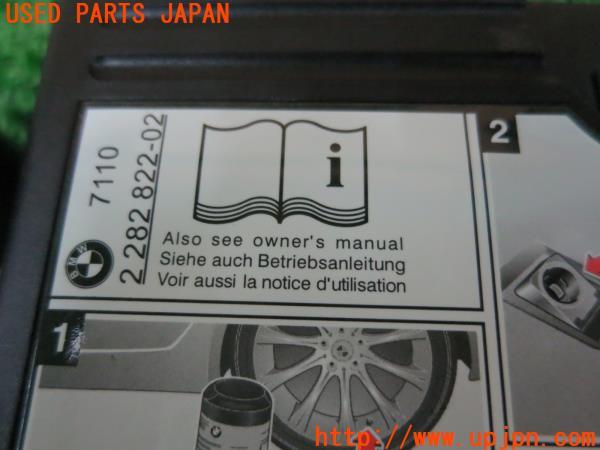 USED PARTS JAPAN
7110
2 282 822-02
BMW
Also see owner's manual
Siehe auch Betriebsanleitung
Voir aussi la notice d'utilisation
i
2
1
http://www.upjpn.com